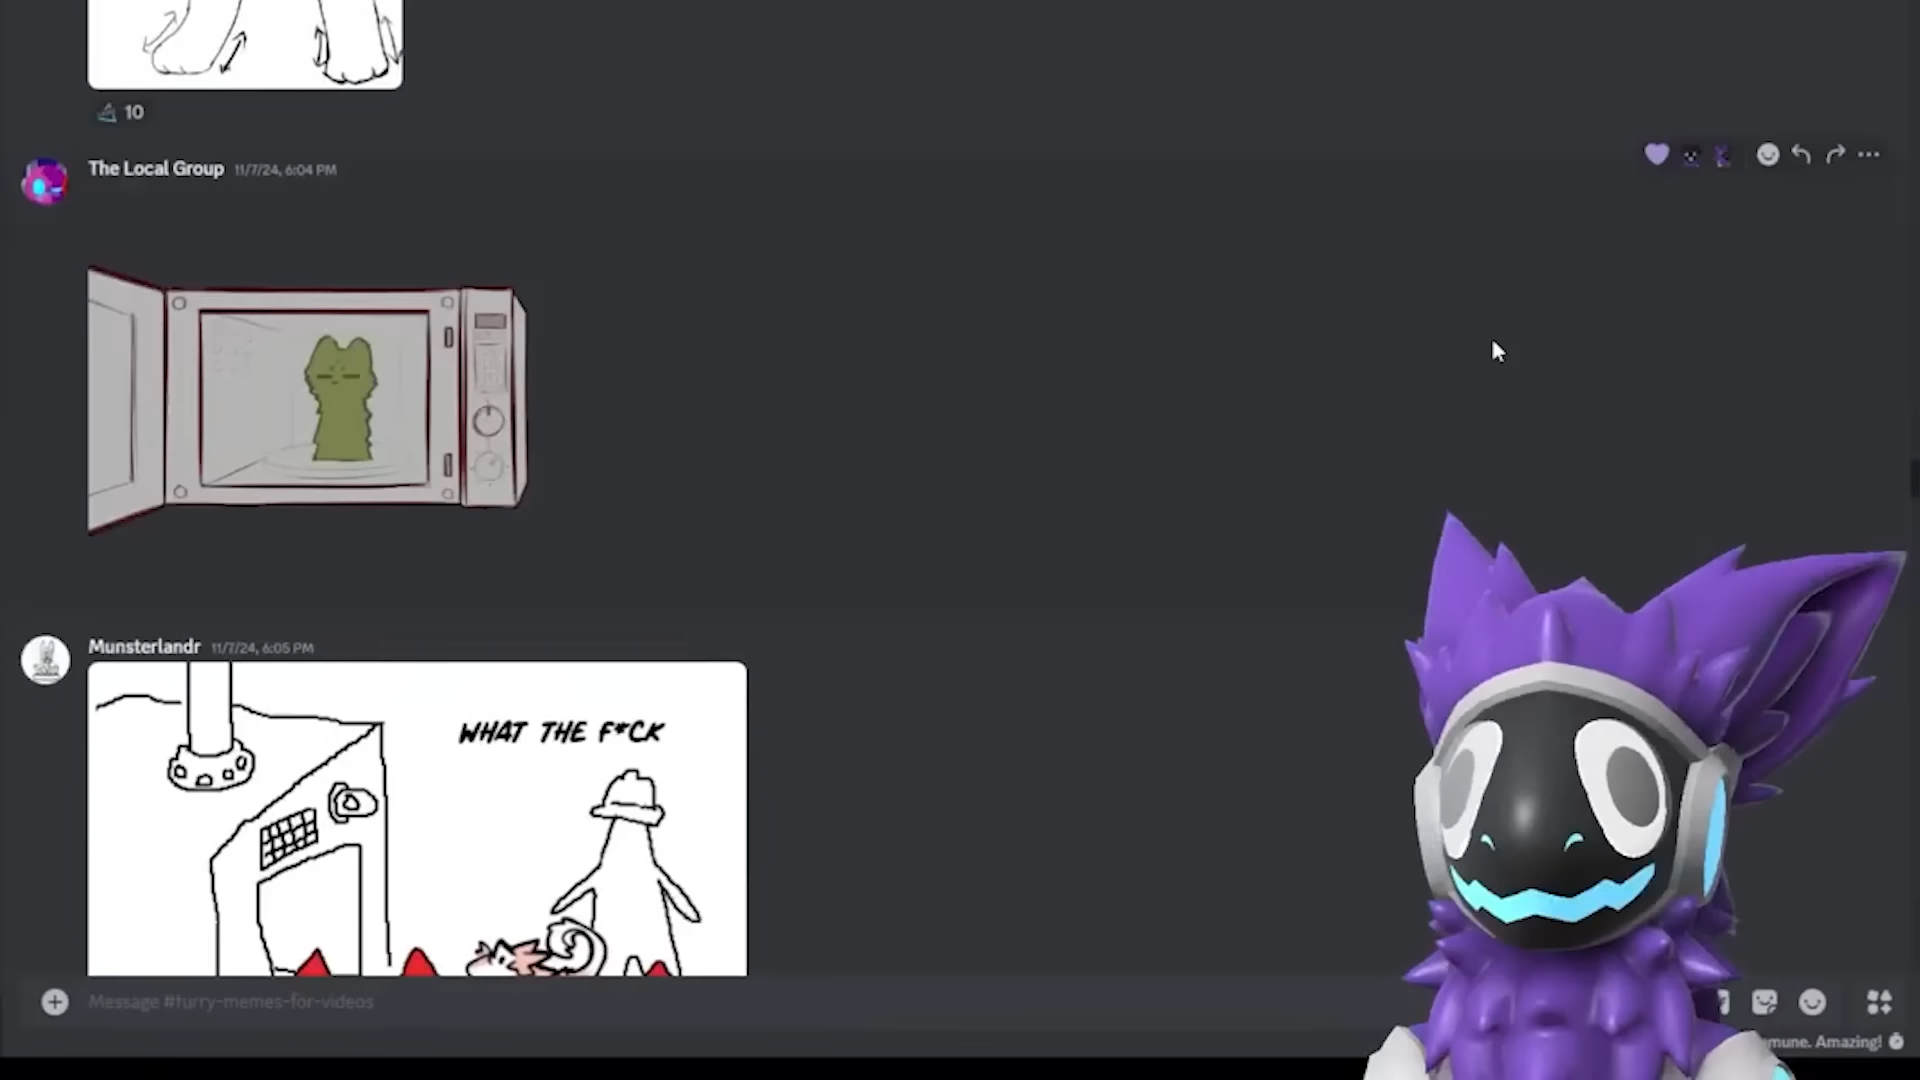 10
The Local Group 11/7/24, 6:04 PM
Munsterlandr 11/7/24, 6:05 PM
WHAT THE F*CK
Message #furry-memes-for-videos
mune. Amazing!